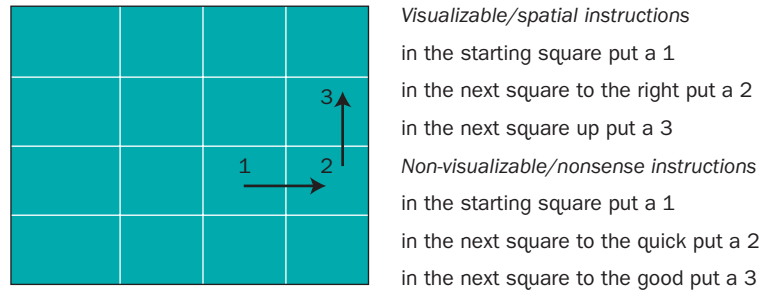 Visualizable/spatial instructions
in the starting square put a 1
in the next square to the right put a 2
in the next square up put a 3
Non-visualizable/nonsense instructions
in the starting square put a 1
in the next square to the quick put a 2
in the next square to the good put a 3
3
1 2